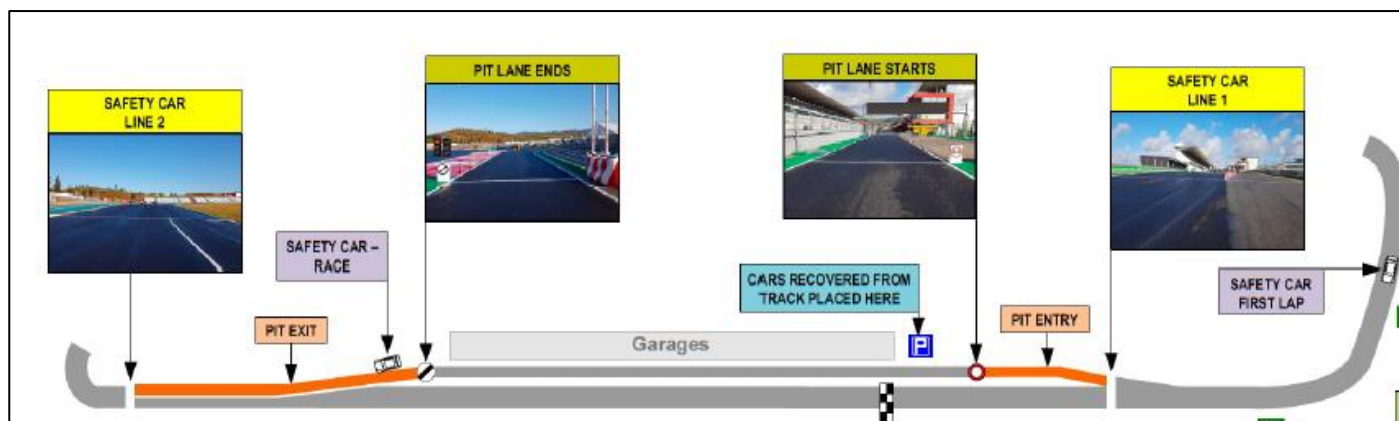 SAFETY CAR
LINE 2
PIT LANE ENDS
PIT LANE STARTS
SAFETY CAR
LINE 1
SAFETY CAR –
RACE
CARS RECOVERED FROM
TRACK PLACED HERE
SAFETY CAR
FIRST LAP
PIT EXIT
PIT ENTRY
Garages
P